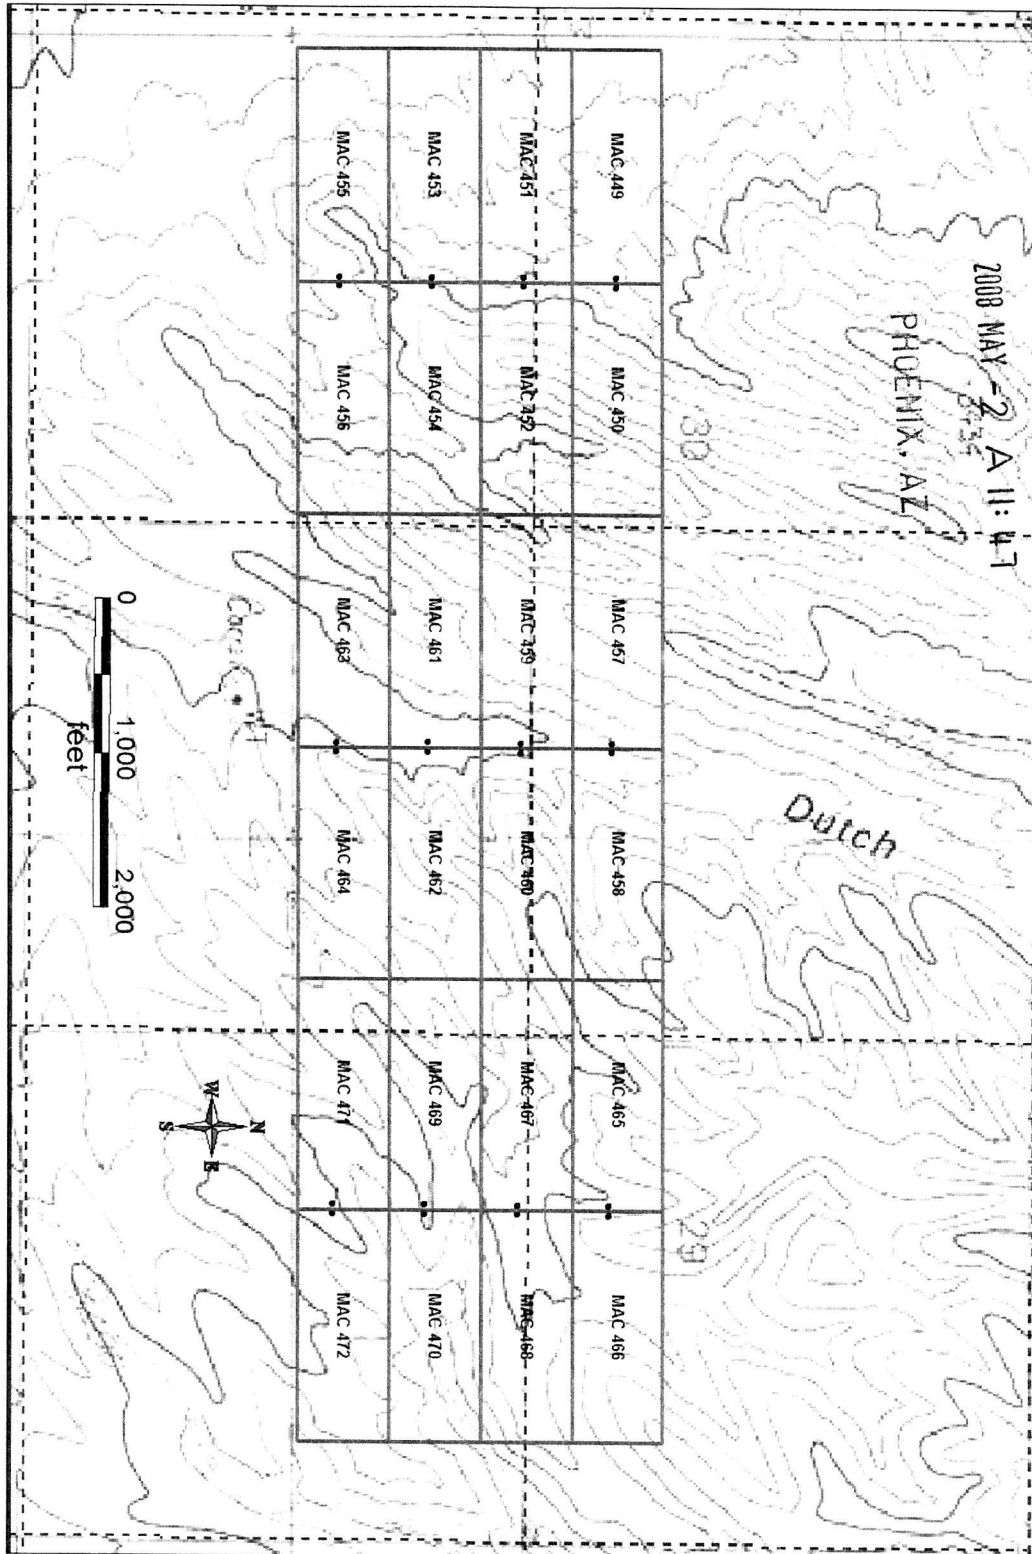 2008 MAY -2 A 11: 47
PHOENIX, AZ
30
29
Dutch
MAC 449
MAC 450
MAC 457
MAC 458
MAC 465
MAC 466
MAC 451
MAC 452
MAC 459
MAC 460
MAC 467
MAC 468
MAC 453
MAC 454
MAC 461
MAC 462
MAC 469
MAC 470
MAC 455
MAC 456
MAC 463
MAC 464
MAC 471
MAC 472
N
W
E
S
0
1,000
2,000
feet